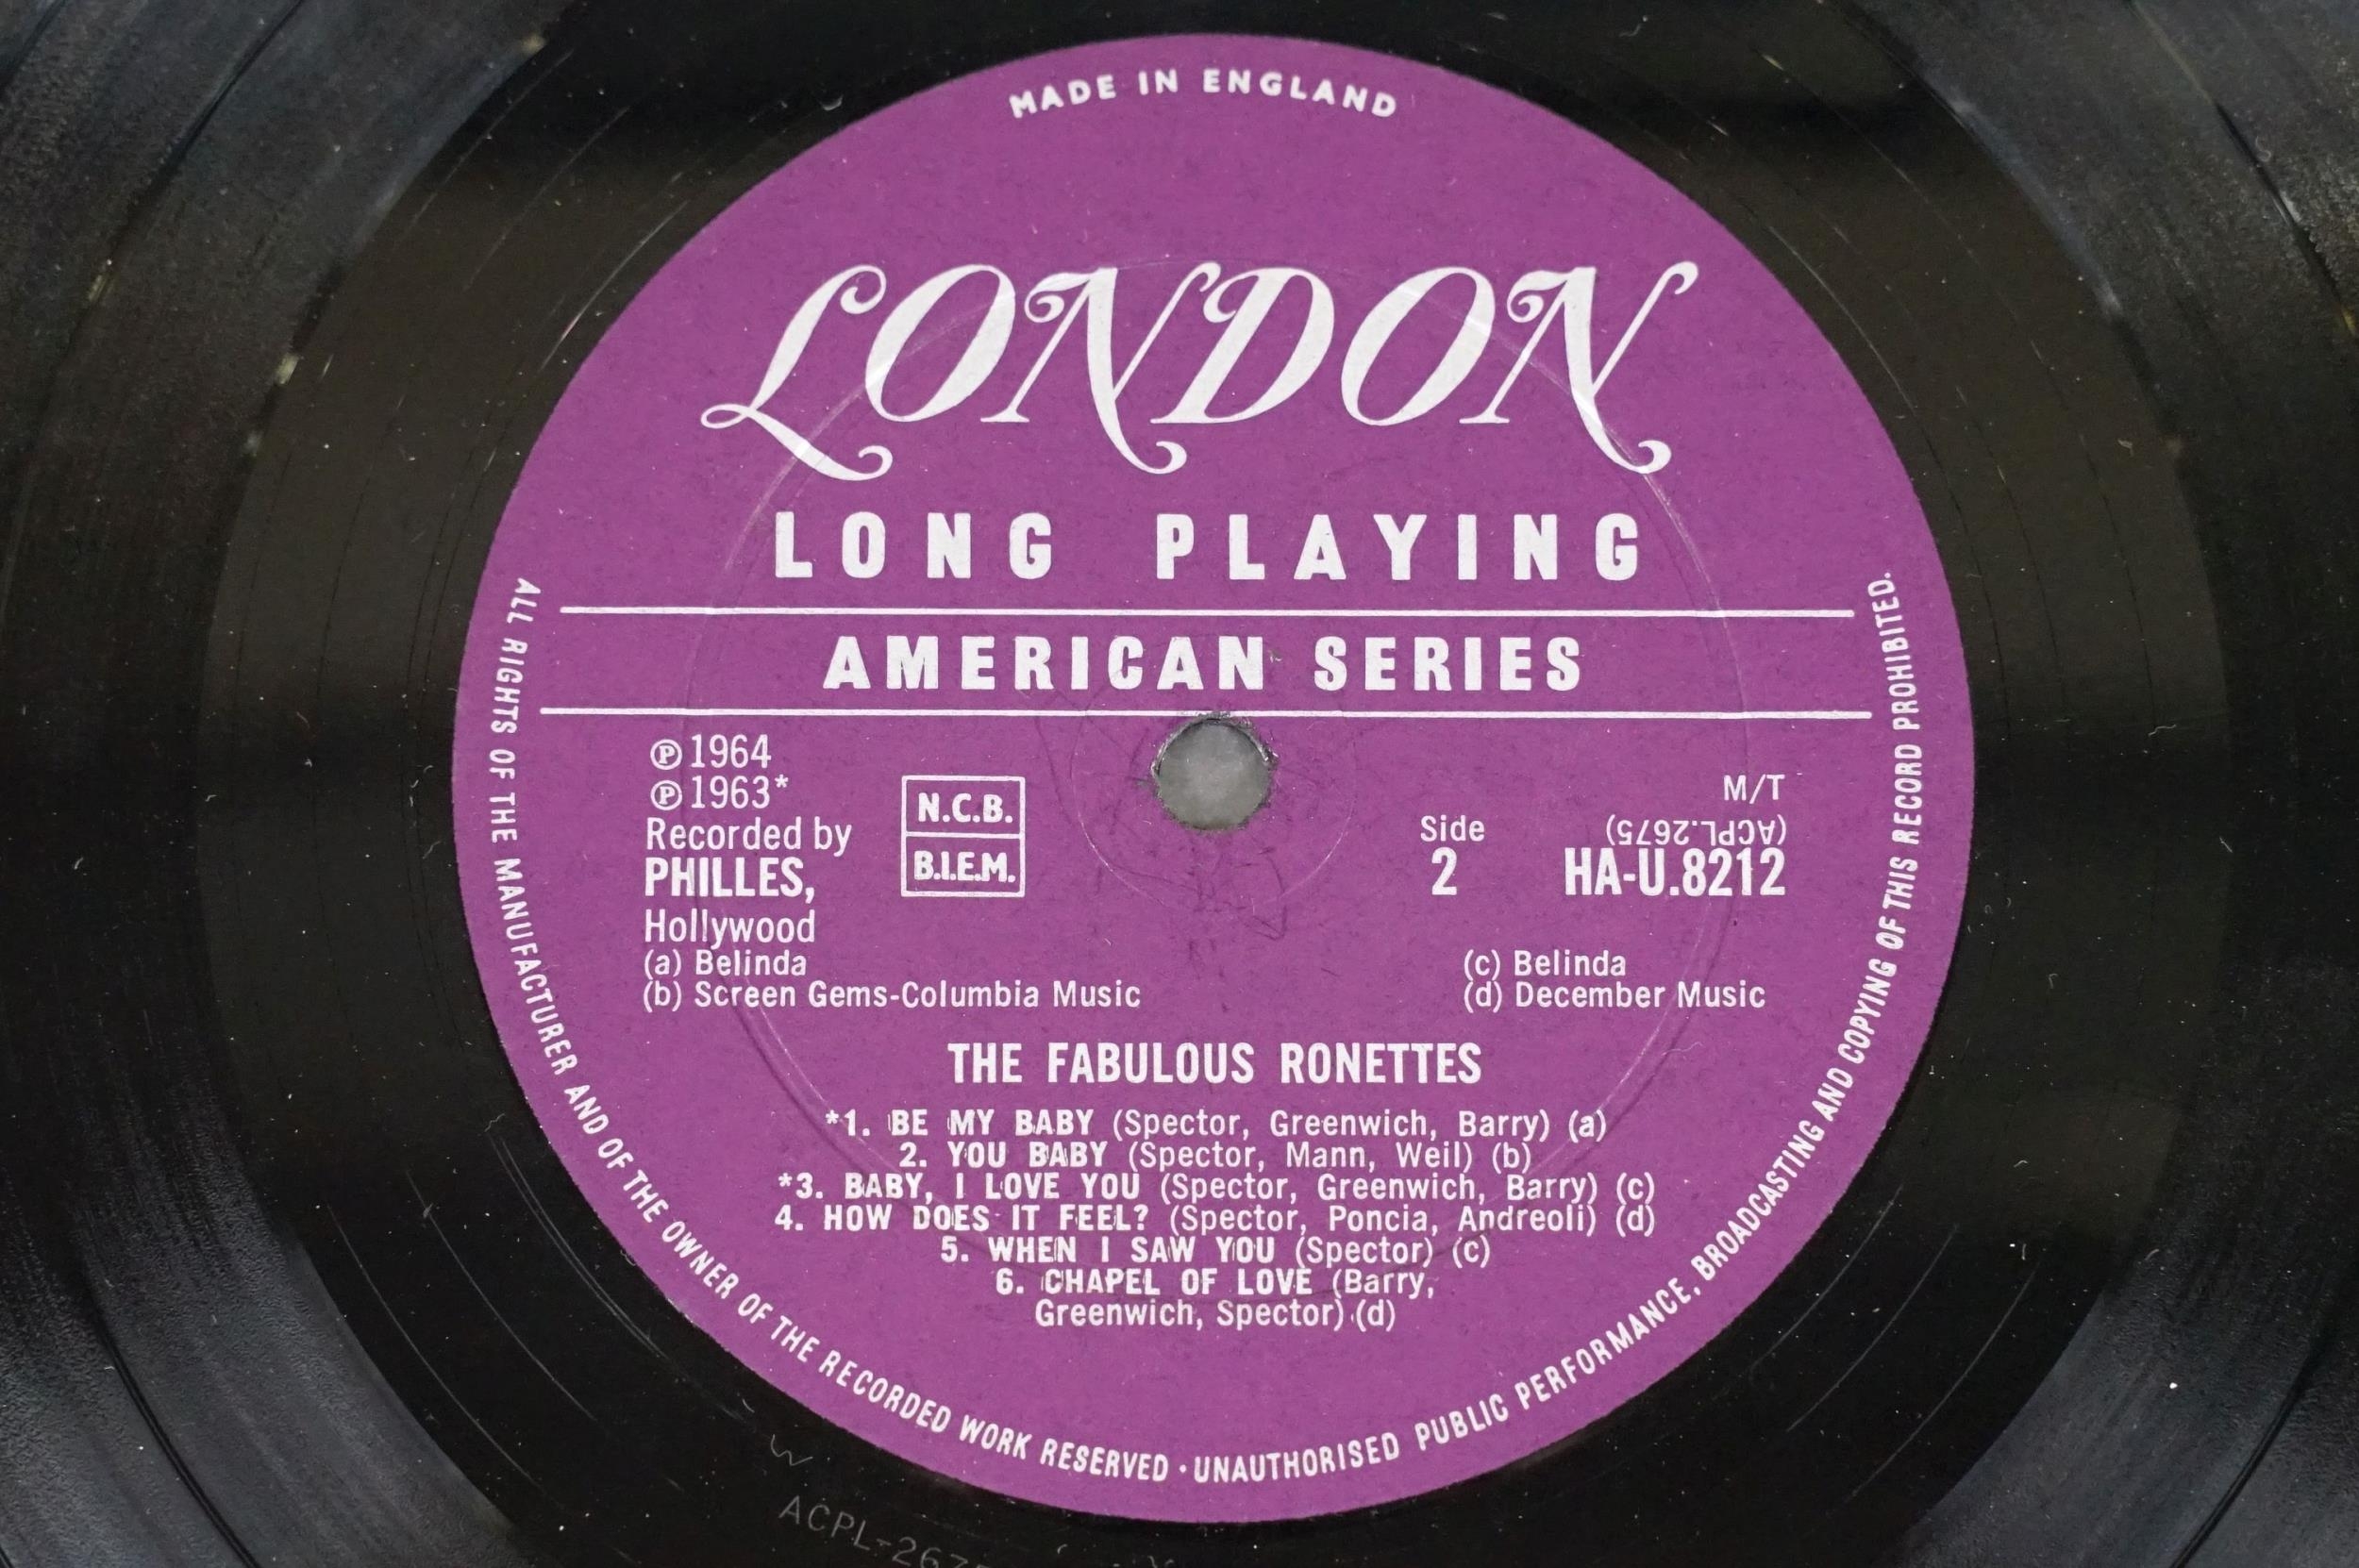 MADE IN ENGLAND
LONDON
LONG PLAYING
AMERICAN SERIES
℗ 1964
℗ 1963*
Recorded by
PHILLES,
Hollywood
N.C.B.
B.I.E.M.
Side
2
M/T
(ACPL.2675)
HA-U.8212
(a) Belinda
(b) Screen Gems-Columbia Music
(c) Belinda
(d) December Music
THE FABULOUS RONETTES
*1. BE MY BABY (Spector, Greenwich, Barry) (a)
2. YOU BABY (Spector, Mann, Weil) (b)
*3. BABY, I LOVE YOU (Spector, Greenwich, Barry) (c)
4. HOW DOES IT FEEL? (Spector, Poncia, Andreoli) (d)
5. WHEN I SAW YOU (Spector) (c)
6. CHAPEL OF LOVE (Barry,
Greenwich, Spector) (d)
ALL RIGHTS OF THE MANUFACTURER AND OF THE OWNER OF THE RECORDED WORK RESERVED · UNAUTHORISED PUBLIC PERFORMANCE, BROADCASTING AND COPYING OF THIS RECORD PROHIBITED.